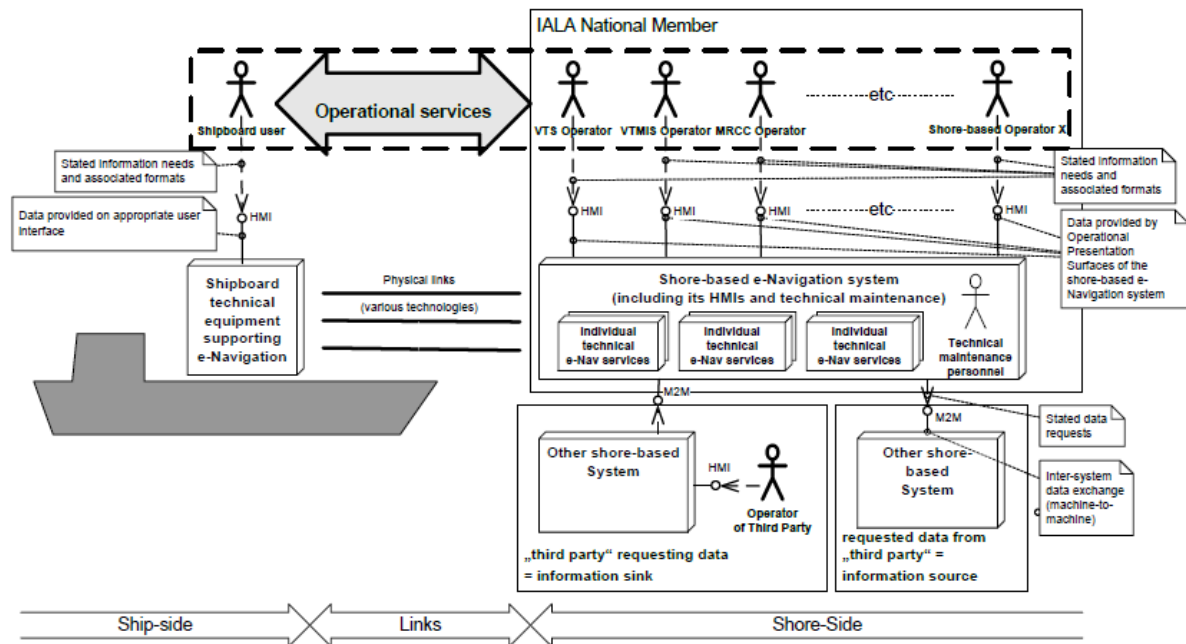 IALA National Member
Operational services
Shipboard user
VTS Operator
VTMIS Operator
MRCC Operator
etc
Shore-based Operator X
Stated information needs
and associated formats
Data provided on appropriate user
interface
HMI
HMI
HMI
HMI
etc
HMI
Stated information
needs and
associated formats
Data provided by
Operational
Presentation
Surfaces of the
shore-based e-
Navigation system
Shipboard
technical
equipment
supporting
e-Navigation
Physical links
(various technologies)
Shore-based e-Navigation system
(including its HMIs and technical maintenance)
Individual
technical
e-Nav services
Individual
technical
e-Nav services
Individual
technical
e-Nav services
Technical
maintenance
personnel
M2M
M2M
Other shore-based
System
HMI
Operator
of Third Party
„third party“ requesting data
= information sink
Other shore-
based
System
requested data from
„third party“ =
information source
Stated data
requests
Inter-system
data exchange
(machine-to-
machine)
Ship-side
Links
Shore-Side